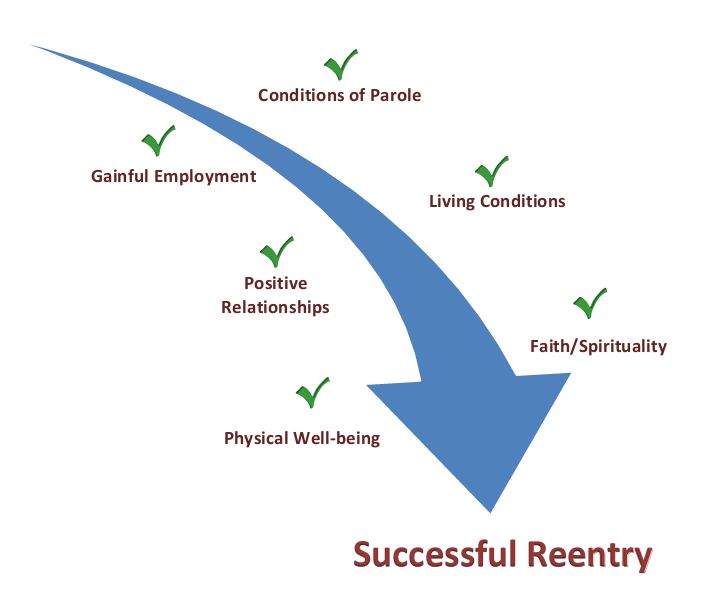 Conditions of Parole
Gainful Employment
Living Conditions
Positive
Relationships
Faith/Spirituality
Physical Well-being
Successful Reentry